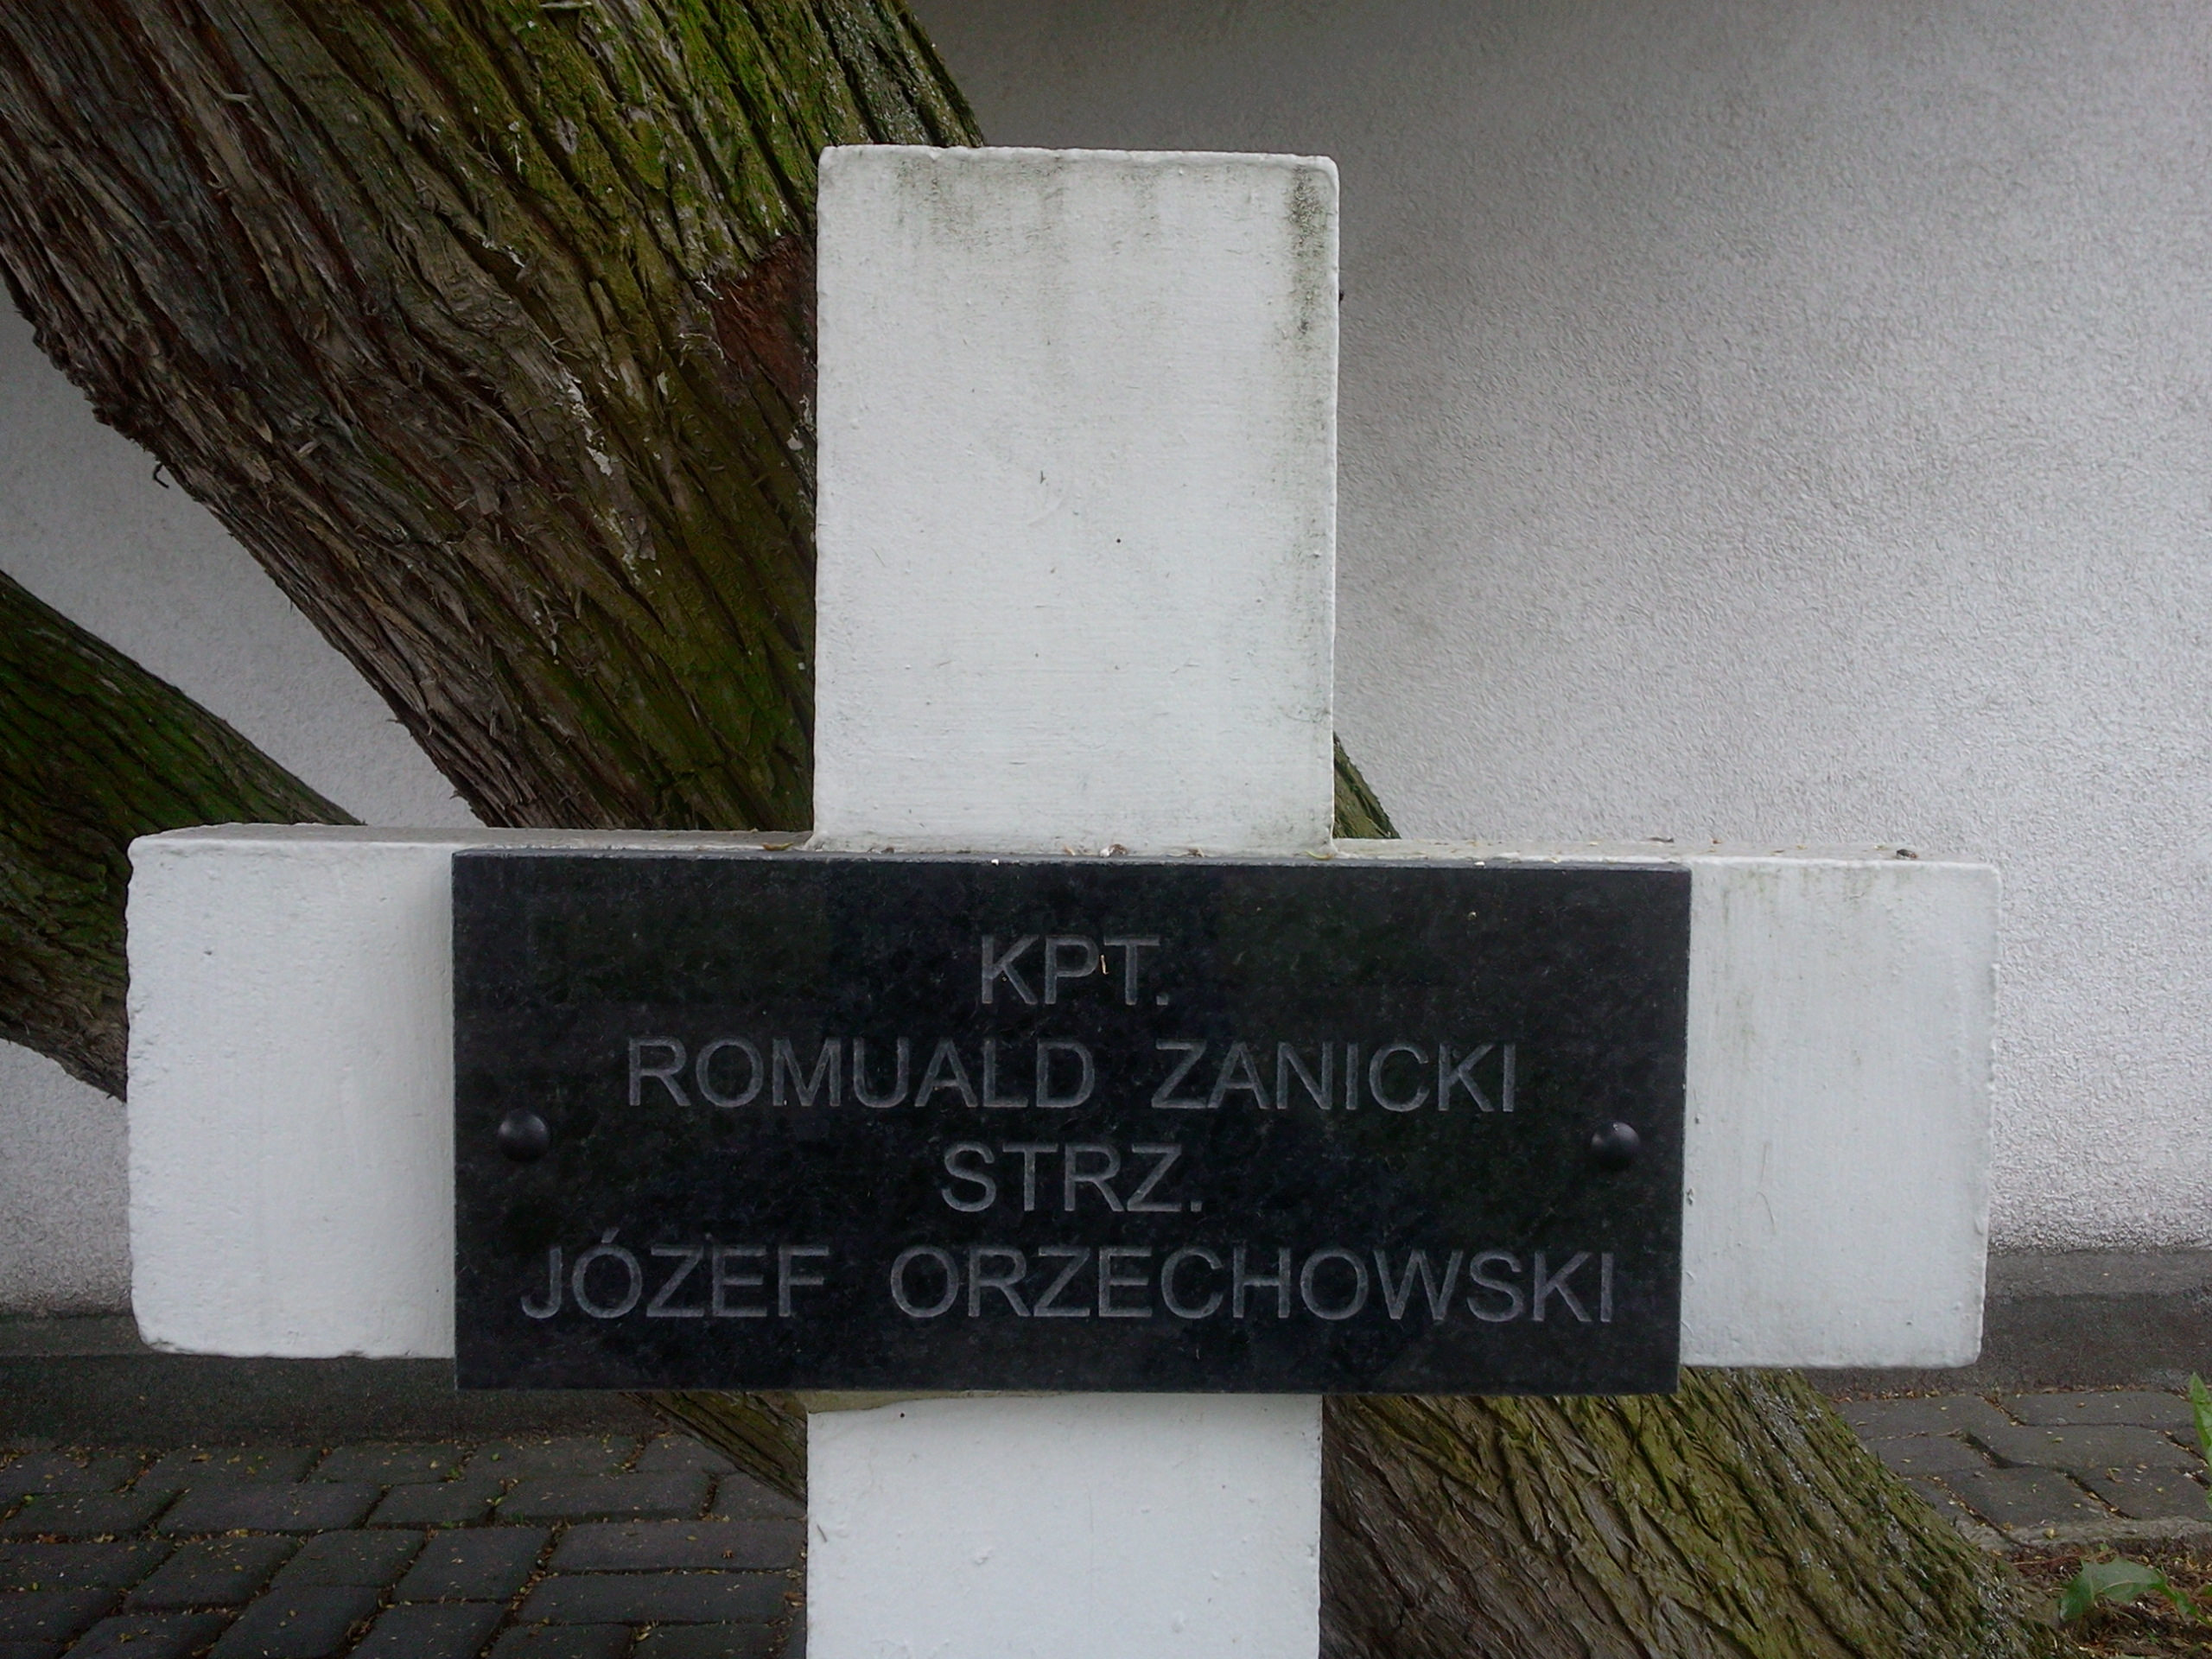 KPT.
ROMUALD ZANICKI
STRZ.
JÓZEF ORZECHOWSKI